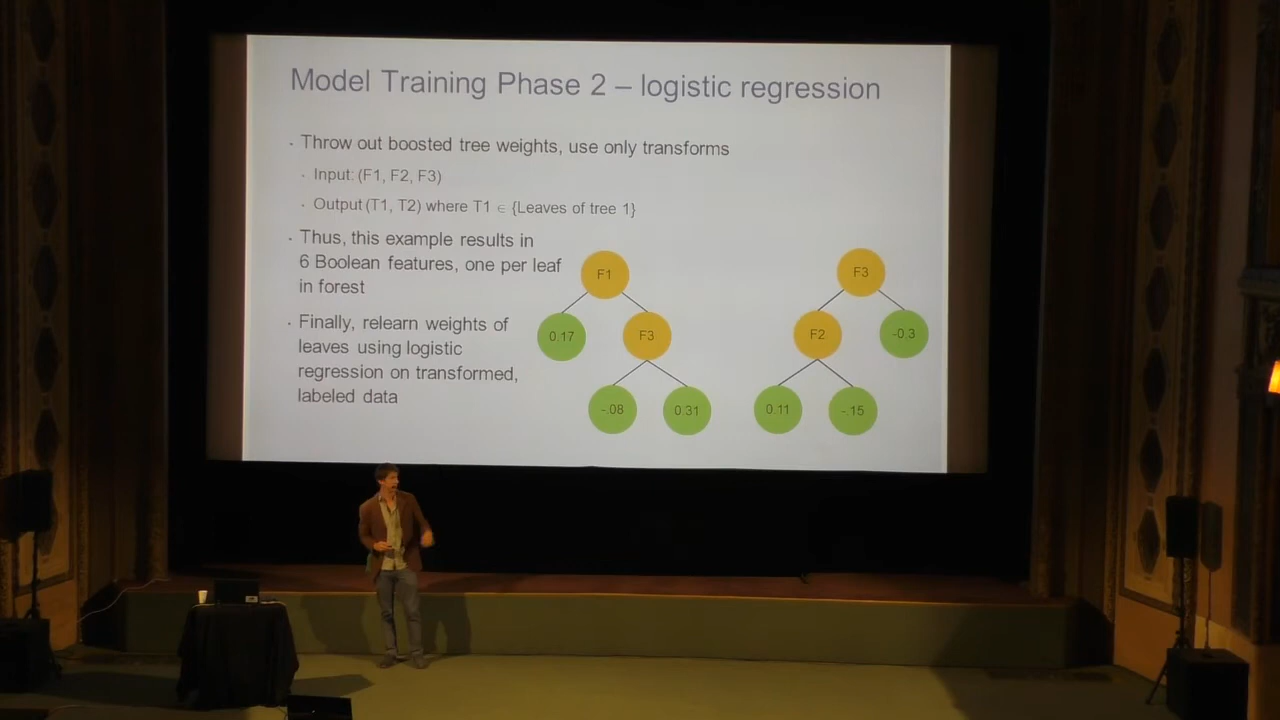 Model Training Phase 2 – logistic regression
· Throw out boosted tree weights, use only transforms
· Input: (F1, F2, F3)
· Output (T1, T2) where T1 ∈ {Leaves of tree 1}
· Thus, this example results in
6 Boolean features, one per leaf
in forest
· Finally, relearn weights of
leaves using logistic
regression on transformed,
labeled data
F1
0.17
F3
-.08
0.31
F3
F2
-0.3
0.11
-.15